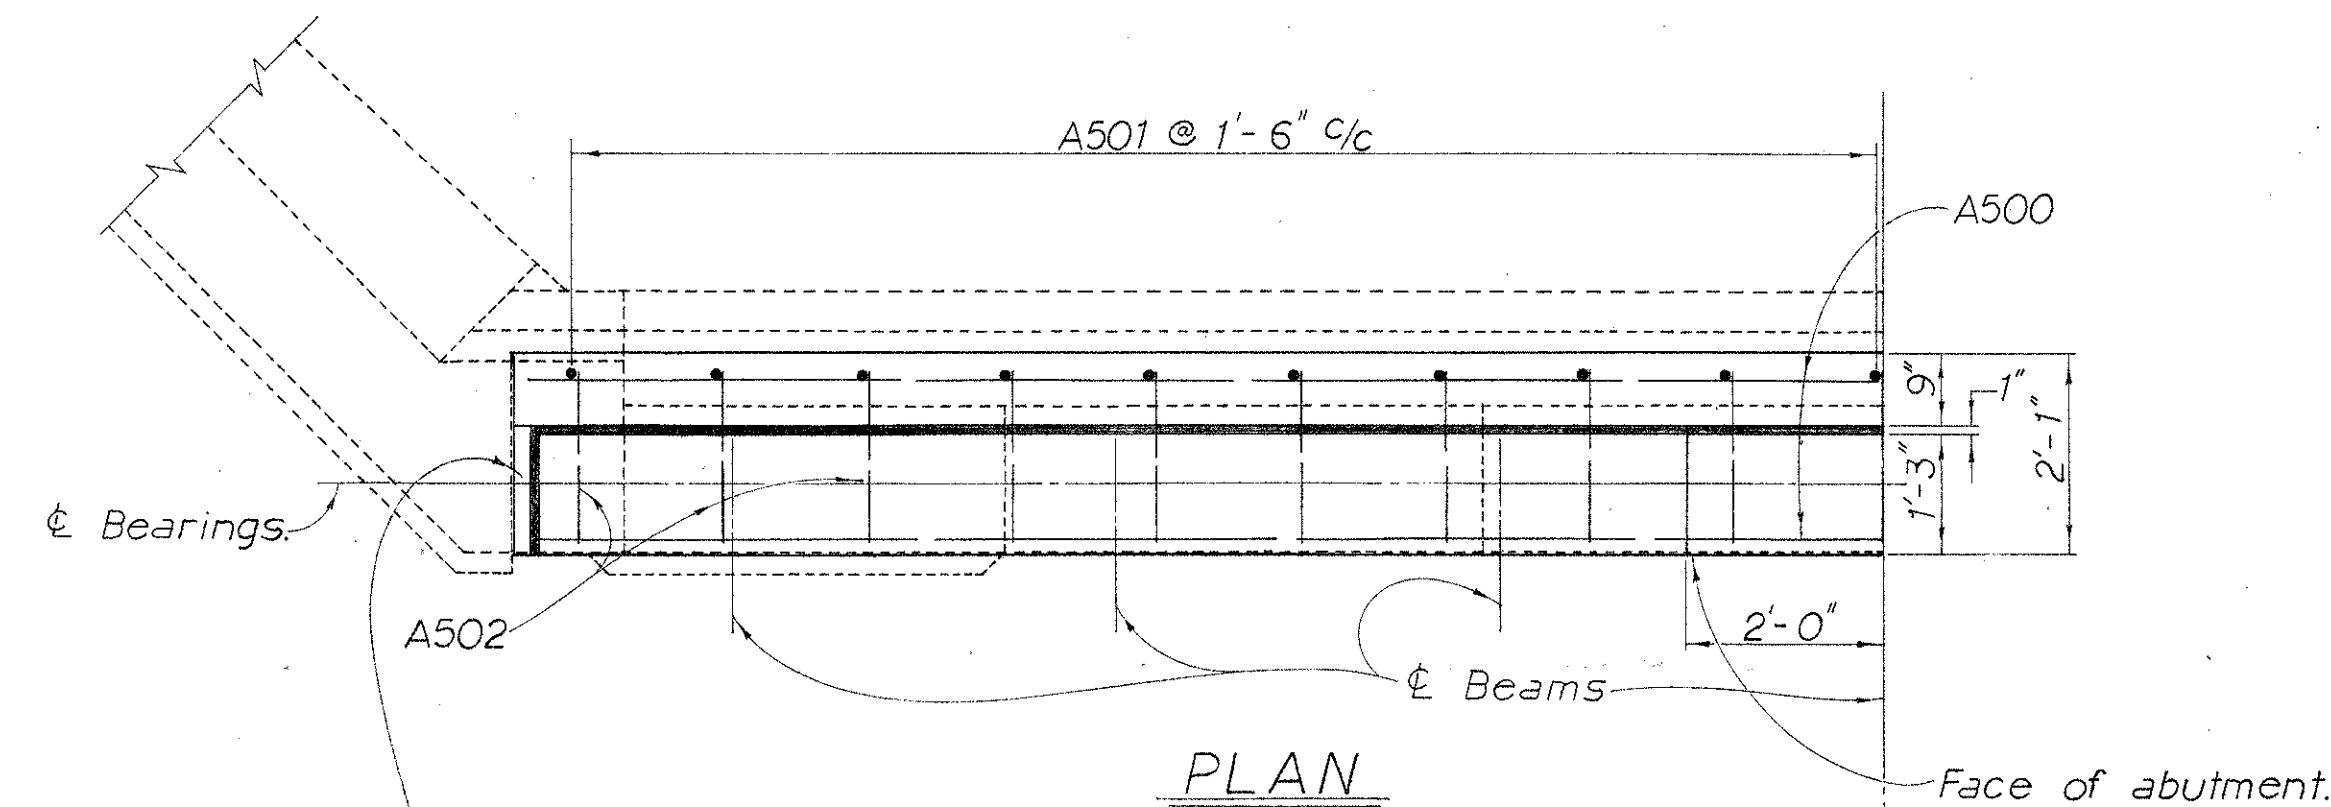 A501 @ 1'-6" c/c
A500
9"
1"
1'-3"
2'-1"
℄ Bearings.
A502
2'-0"
℄ Beams
PLAN
Face of abutment.